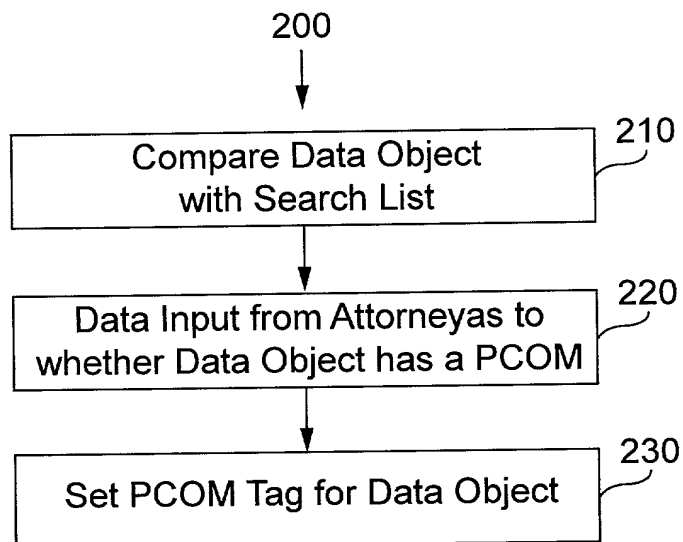 200
Compare Data Object
with Search List
210
Data Input from Attorneyas to
whether Data Object has a PCOM
220
Set PCOM Tag for Data Object
230